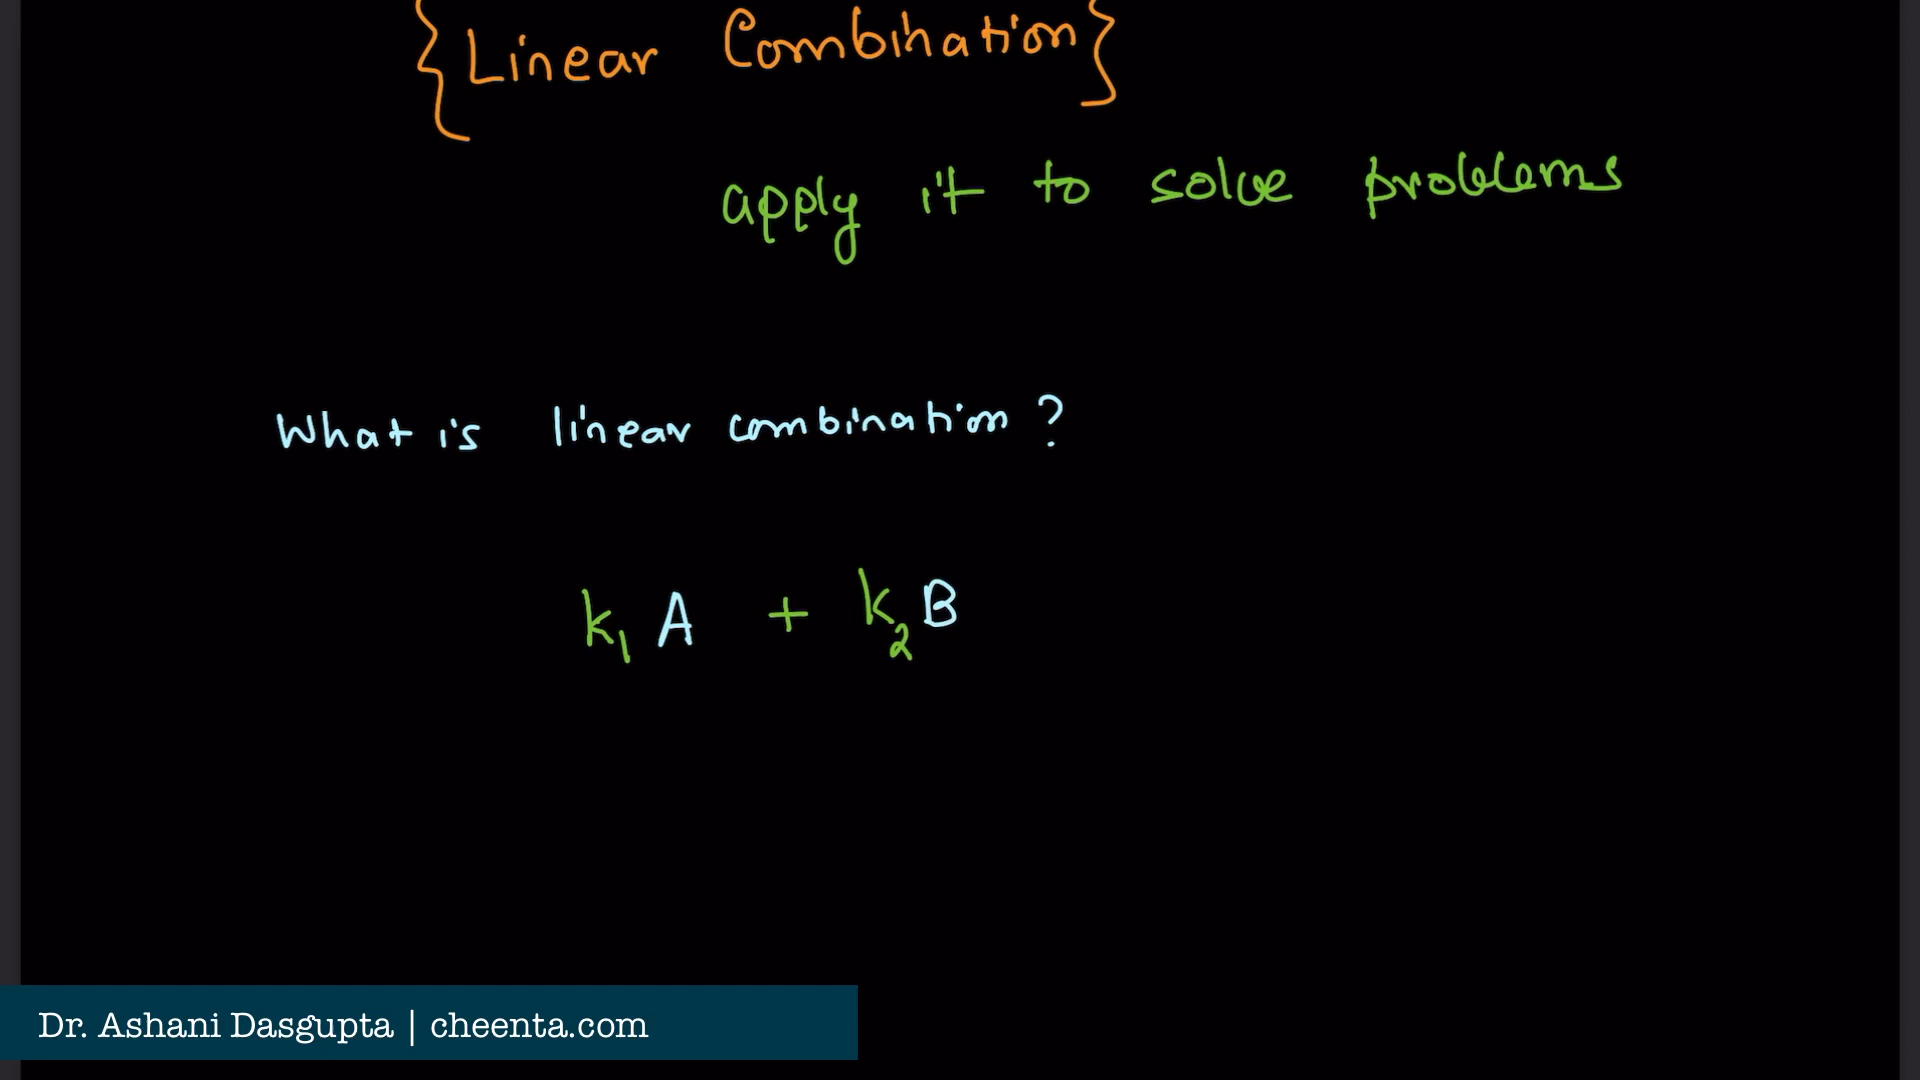 {Linear Combination}
apply it to solve problems
What is linear combination?
k₁ A + k₂ B
Dr. Ashani Dasgupta | cheenta.com